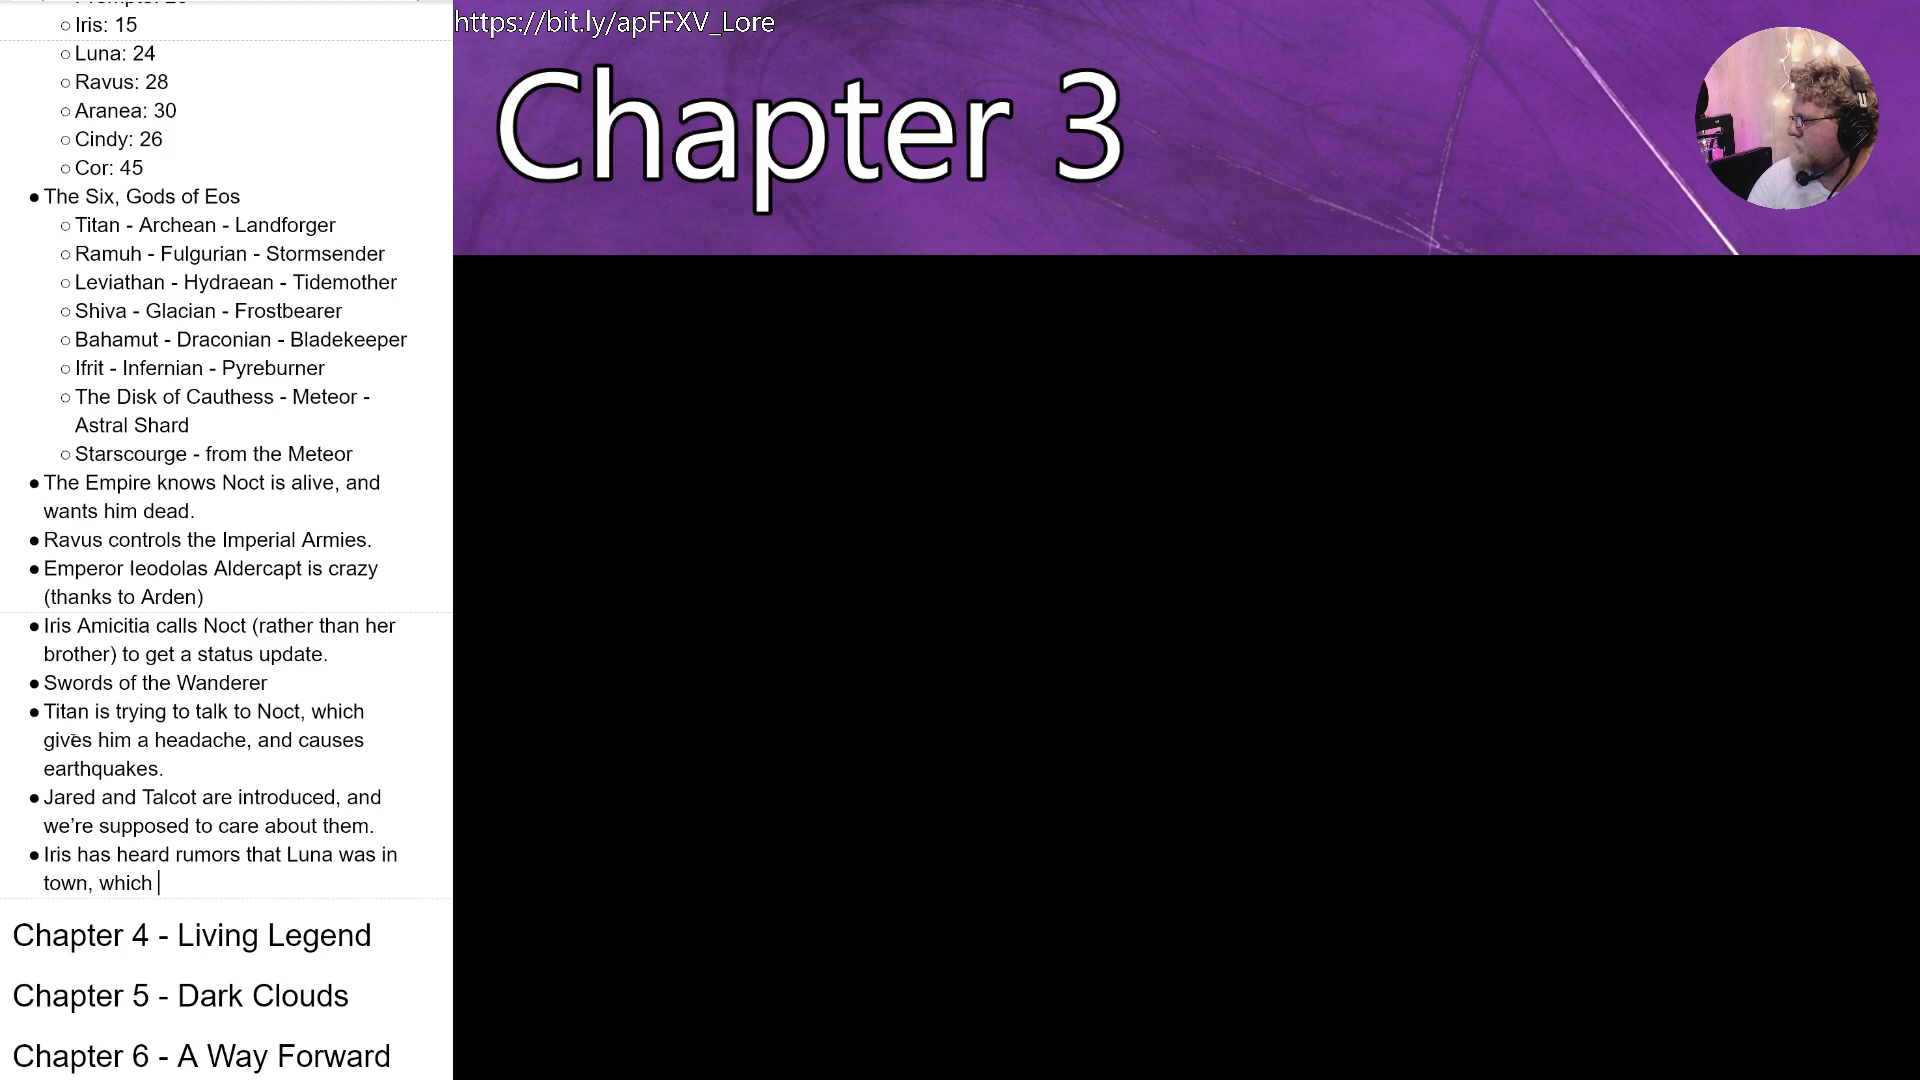 Iris: 15
Luna: 24
Ravus: 28
Aranea: 30
Cindy: 26
Cor: 45
The Six, Gods of Eos
Titan - Archean - Landforger
Ramuh - Fulgurian - Stormsender
Leviathan - Hydraean - Tidemother
Shiva - Glacian - Frostbearer
Bahamut - Draconian - Bladekeeper
Ifrit - Infernian - Pyreburner
The Disk of Cauthess - Meteor -
Astral Shard
Starscourge - from the Meteor
The Empire knows Noct is alive, and
wants him dead.
Ravus controls the Imperial Armies.
Emperor Ieodolas Aldercapt is crazy
(thanks to Arden)
Iris Amicitia calls Noct (rather than her
brother) to get a status update.
Swords of the Wanderer
Titan is trying to talk to Noct, which
gives him a headache, and causes
earthquakes.
Jared and Talcot are introduced, and
we’re supposed to care about them.
Iris has heard rumors that Luna was in
town, which
Chapter 4 - Living Legend
Chapter 5 - Dark Clouds
Chapter 6 - A Way Forward
https://bit.ly/apFFXV_Lore
Chapter 3